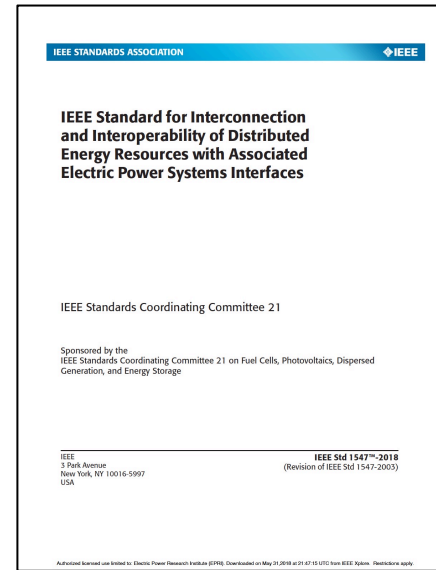 IEEE STANDARDS ASSOCIATION
IEEE
IEEE Standard for Interconnection
and Interoperability of Distributed
Energy Resources with Associated
Electric Power Systems Interfaces
IEEE Standards Coordinating Committee 21
Sponsored by the
IEEE Standards Coordinating Committee 21 on Fuel Cells, Photovoltaics, Dispersed
Generation, and Energy Storage
IEEE
3 Park Avenue
New York, NY 10016-5997
USA
IEEE Std 1547™-2018
(Revision of IEEE Std 1547-2003)
Authorized licensed use limited to: Electric Power Research Institute (EPRI). Downloaded on May 31,2018 at 21:47:15 UTC from IEEE Xplore. Restrictions apply.